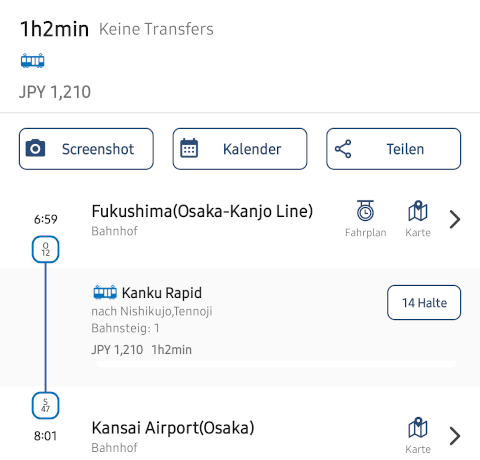 1h2min Keine Transfers
JPY 1,210
Screenshot Kalender Teilen
6:59 Fukushima(Osaka-Kanjo Line)
Bahnhof Fahrplan Karte
O
12
Kanku Rapid 14 Halte
nach Nishikujo,Tennoji
Bahnsteig: 1
JPY 1,210 1h2min
S
47
8:01 Kansai Airport(Osaka)
Bahnhof Karte